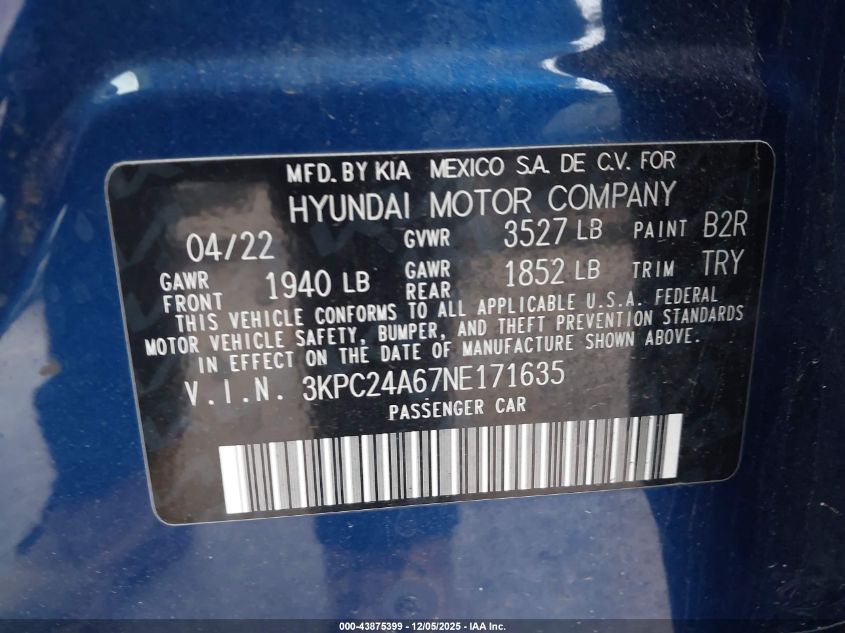 MFD. BY KIA MEXICO S.A. DE C.V. FOR
HYUNDAI MOTOR COMPANY
04/22 GVWR 3527 LB PAINT B2R
GAWR FRONT 1940 LB GAWR REAR 1852 LB TRIM TRY
THIS VEHICLE CONFORMS TO ALL APPLICABLE U.S.A. FEDERAL
MOTOR VEHICLE SAFETY, BUMPER, AND THEFT PREVENTION STANDARDS
IN EFFECT ON THE DATE OF MANUFACTURE SHOWN ABOVE.
V.I.N. 3KPC24A67NE171635
PASSENGER CAR
000-43875399 - 12/05/2025 - IAA Inc.